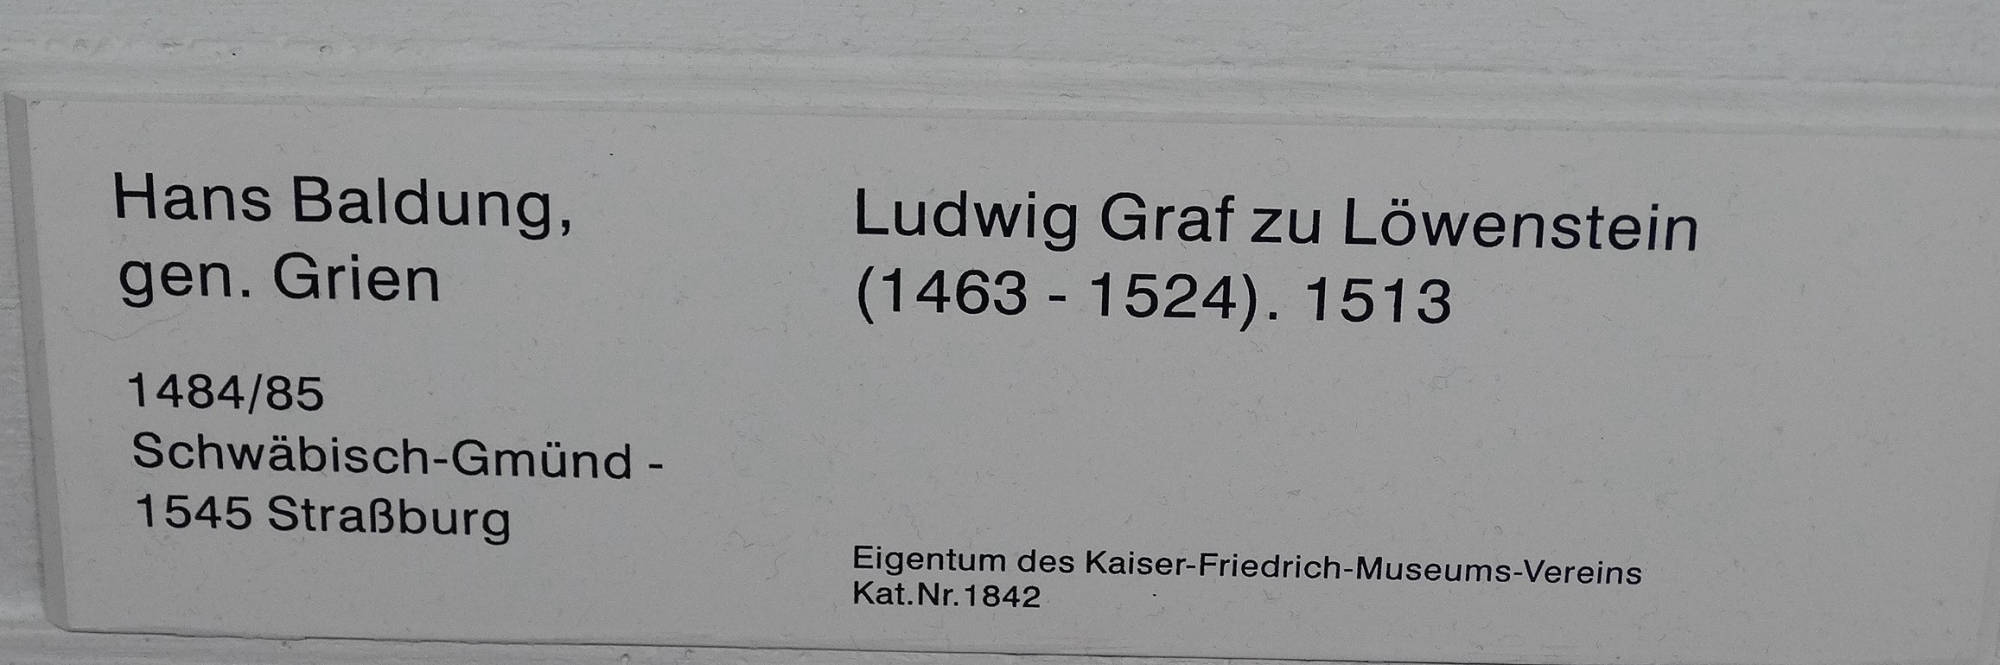 Hans Baldung,
gen. Grien
1484/85
Schwäbisch-Gmünd -
1545 Straßburg
Ludwig Graf zu Löwenstein
(1463 - 1524). 1513
Eigentum des Kaiser-Friedrich-Museums-Vereins
Kat.Nr.1842